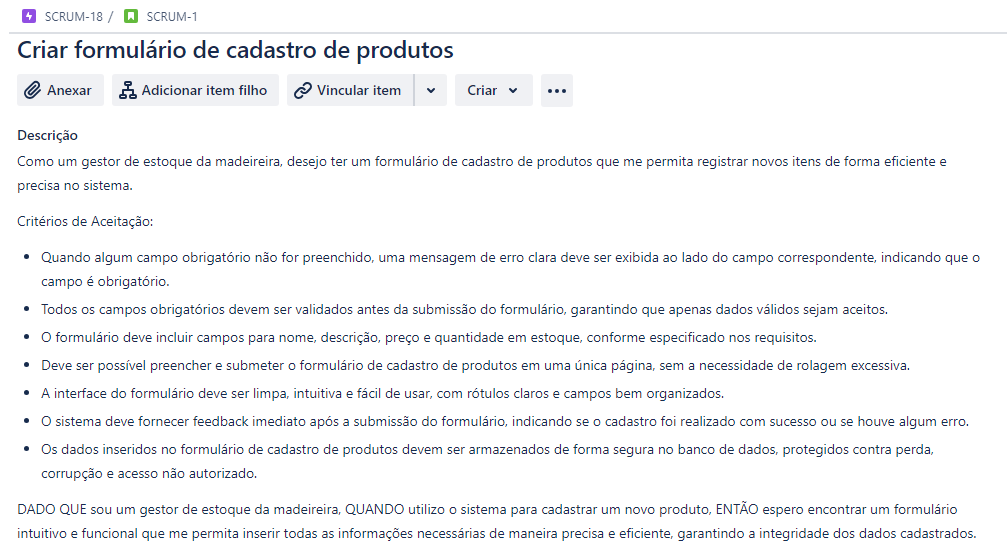 SCRUM-18 / SCRUM-1
Criar formulário de cadastro de produtos
Anexar Adicionar item filho Vincular item Criar
Descrição
Como um gestor de estoque da madeireira, desejo ter um formulário de cadastro de produtos que me permita registrar novos itens de forma eficiente e
precisa no sistema.
Critérios de Aceitação:
• Quando algum campo obrigatório não for preenchido, uma mensagem de erro clara deve ser exibida ao lado do campo correspondente, indicando que o
campo é obrigatório.
• Todos os campos obrigatórios devem ser validados antes da submissão do formulário, garantindo que apenas dados válidos sejam aceitos.
• O formulário deve incluir campos para nome, descrição, preço e quantidade em estoque, conforme especificado nos requisitos.
• Deve ser possível preencher e submeter o formulário de cadastro de produtos em uma única página, sem a necessidade de rolagem excessiva.
• A interface do formulário deve ser limpa, intuitiva e fácil de usar, com rótulos claros e campos bem organizados.
• O sistema deve fornecer feedback imediato após a submissão do formulário, indicando se o cadastro foi realizado com sucesso ou se houve algum erro.
• Os dados inseridos no formulário de cadastro de produtos devem ser armazenados de forma segura no banco de dados, protegidos contra perda,
corrupção e acesso não autorizado.
DADO QUE sou um gestor de estoque da madeireira, QUANDO utilizo o sistema para cadastrar um novo produto, ENTÃO espero encontrar um formulário
intuitivo e funcional que me permita inserir todas as informações necessárias de maneira precisa e eficiente, garantindo a integridade dos dados cadastrados.